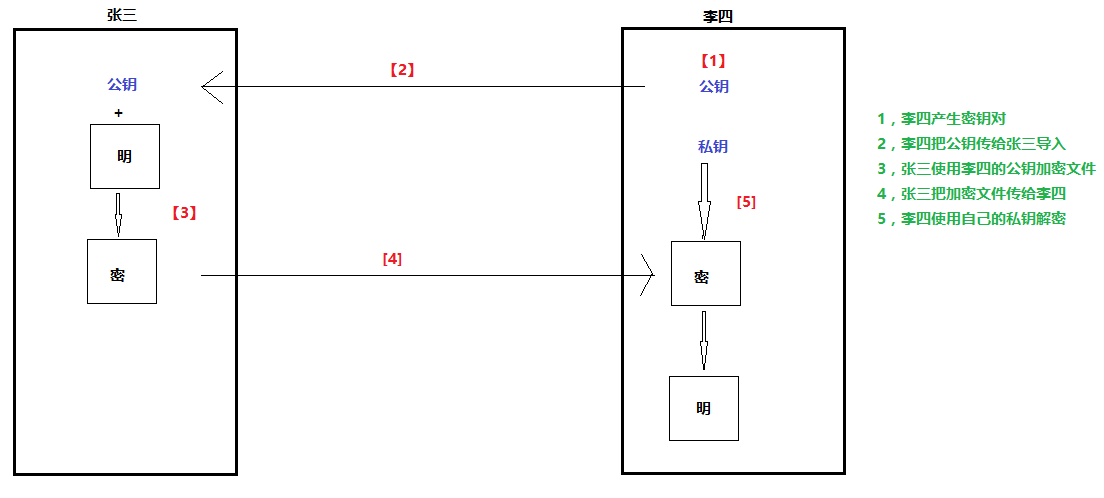 张三
李四
【1】
【2】
公钥
公钥
+
明
私钥
【3】
[5]
密
[4]
密
明
1，李四产生密钥对
2，李四把公钥传给张三导入
3，张三使用李四的公钥加密文件
4，张三把加密文件传给李四
5，李四使用自己的私钥解密